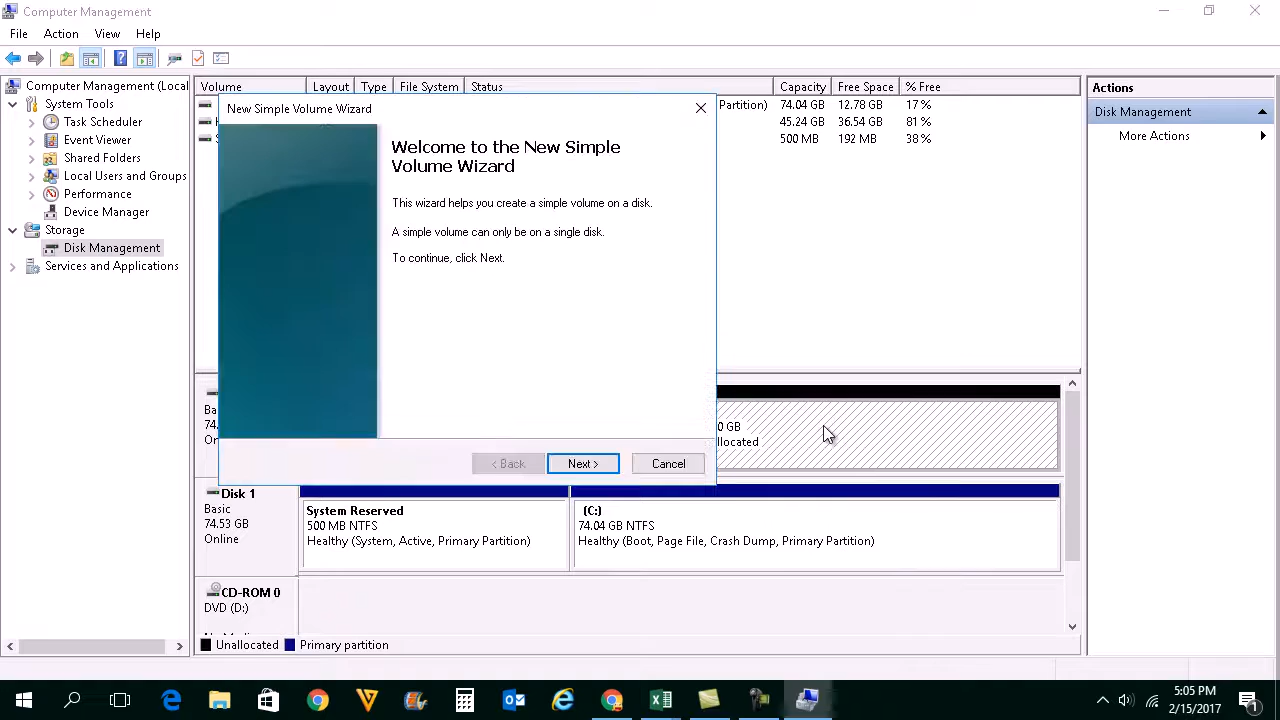 Computer Management
File Action View Help
Computer Management (Local
System Tools
Task Scheduler
Event Viewer
Shared Folders
Local Users and Groups
Performance
Device Manager
Storage
Disk Management
Services and Applications
Volume Layout Type File System Status Capacity Free Space % Free
Partition) 74.04 GB 12.78 GB 17 %
45.24 GB 36.54 GB 81 %
500 MB 192 MB 38 %
New Simple Volume Wizard
Welcome to the New Simple
Volume Wizard
This wizard helps you create a simple volume on a disk.
A simple volume can only be on a single disk.
To continue, click Next.
< Back Next > Cancel
Ba
74.
On
0 GB
llocated
Disk 1
Basic
74.53 GB
Online
System Reserved
500 MB NTFS
Healthy (System, Active, Primary Partition)
(C:)
74.04 GB NTFS
Healthy (Boot, Page File, Crash Dump, Primary Partition)
CD-ROM 0
DVD (D:)
Unallocated Primary partition
Actions
Disk Management
More Actions
5:05 PM
2/15/2017
1